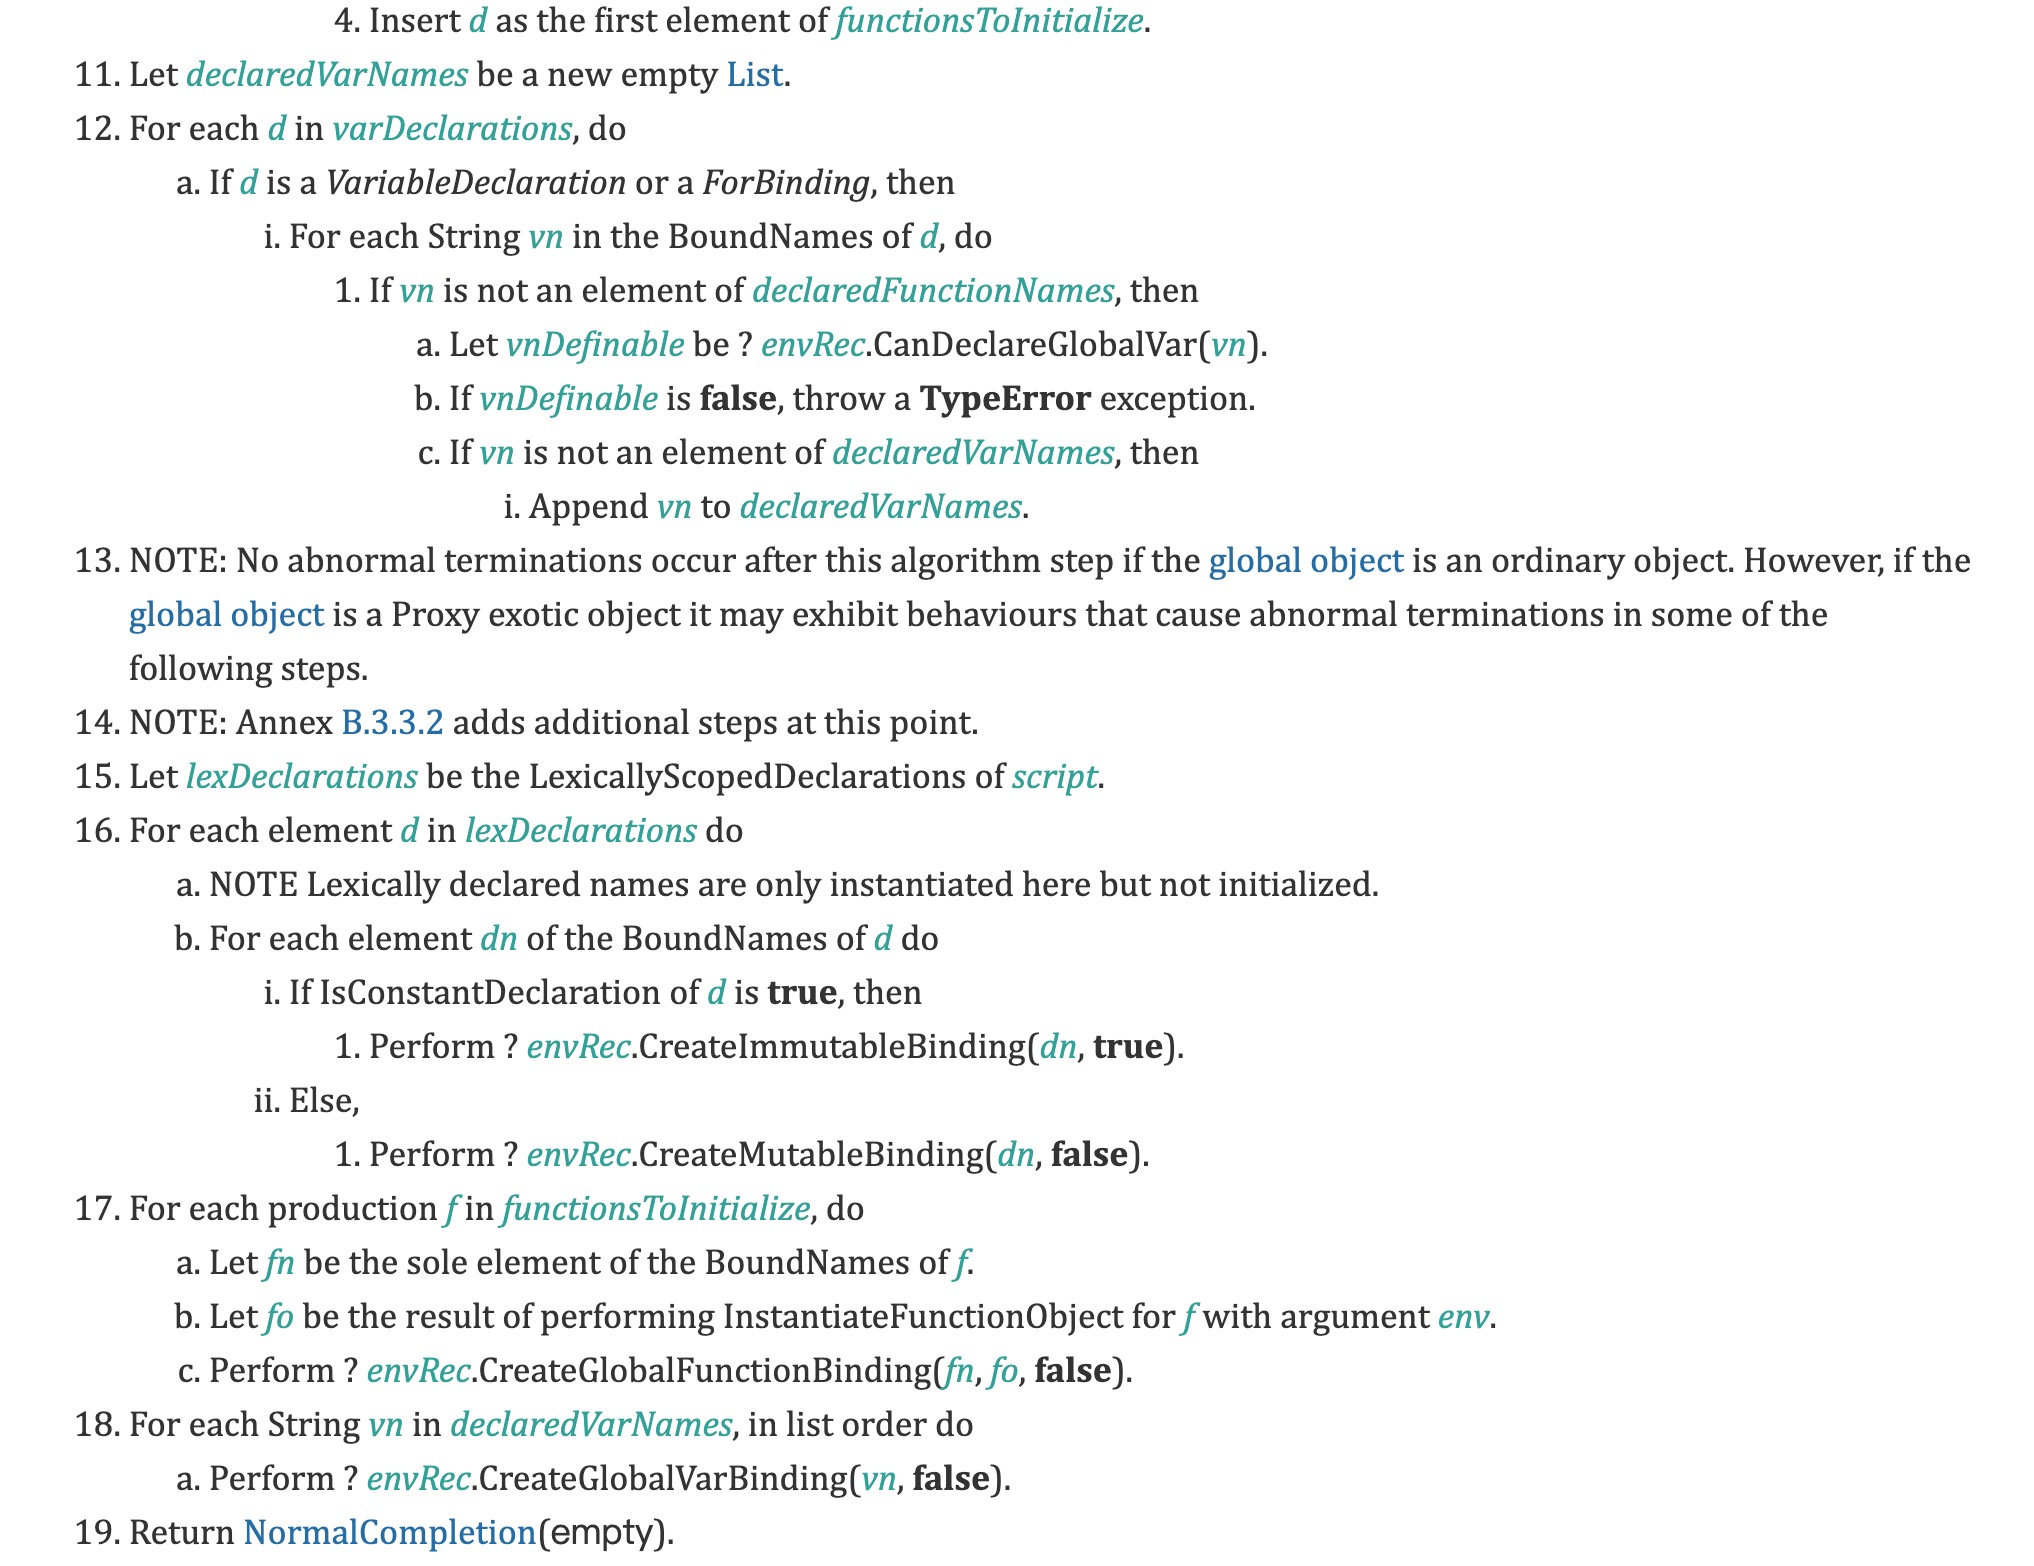 4. Insert d as the first element of functionsToInitialize.
11. Let declaredVarNames be a new empty List.
12. For each d in varDeclarations, do
a. If d is a VariableDeclaration or a ForBinding, then
i. For each String vn in the BoundNames of d, do
1. If vn is not an element of declaredFunctionNames, then
a. Let vnDefinable be ? envRec.CanDeclareGlobalVar(vn).
b. If vnDefinable is false, throw a TypeError exception.
c. If vn is not an element of declaredVarNames, then
i. Append vn to declaredVarNames.
13. NOTE: No abnormal terminations occur after this algorithm step if the global object is an ordinary object. However, if the
global object is a Proxy exotic object it may exhibit behaviours that cause abnormal terminations in some of the
following steps.
14. NOTE: Annex B.3.3.2 adds additional steps at this point.
15. Let lexDeclarations be the LexicallyScopedDeclarations of script.
16. For each element d in lexDeclarations do
a. NOTE Lexically declared names are only instantiated here but not initialized.
b. For each element dn of the BoundNames of d do
i. If IsConstantDeclaration of d is true, then
1. Perform ? envRec.CreateImmutableBinding(dn, true).
ii. Else,
1. Perform ? envRec.CreateMutableBinding(dn, false).
17. For each production f in functionsToInitialize, do
a. Let fn be the sole element of the BoundNames of f.
b. Let fo be the result of performing InstantiateFunctionObject for f with argument env.
c. Perform ? envRec.CreateGlobalFunctionBinding(fn, fo, false).
18. For each String vn in declaredVarNames, in list order do
a. Perform ? envRec.CreateGlobalVarBinding(vn, false).
19. Return NormalCompletion(empty).